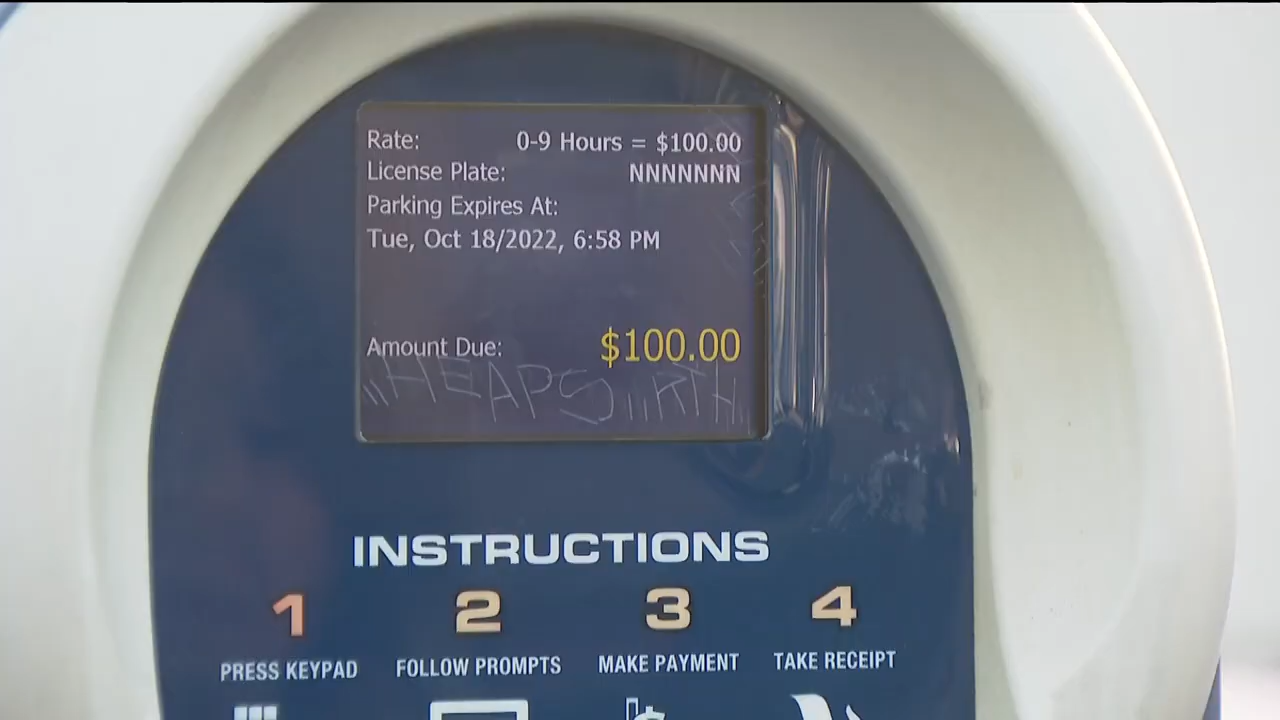 Rate: 0-9 Hours = $100.00
License Plate: NNNNNNN
Parking Expires At:
Tue, Oct 18/2022, 6:58 PM
Amount Due: $100.00
INSTRUCTIONS
1 2 3 4
PRESS KEYPAD FOLLOW PROMPTS MAKE PAYMENT TAKE RECEIPT